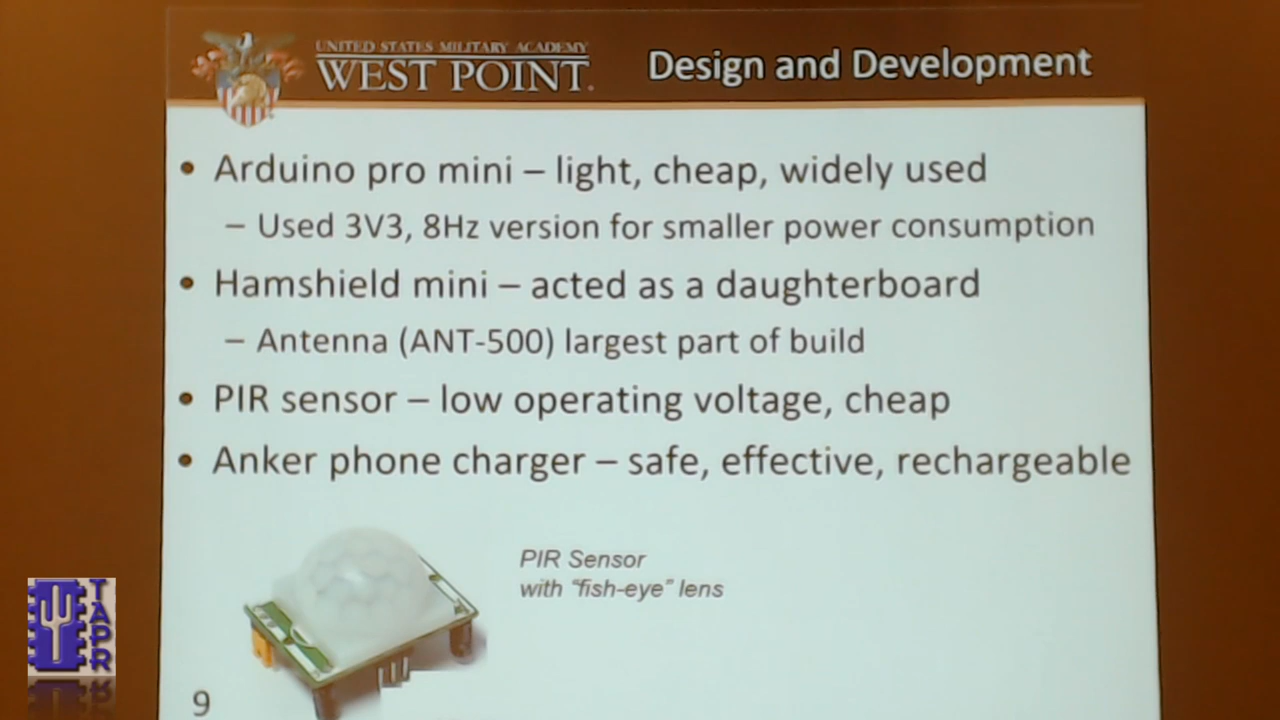 UNITED STATES MILITARY ACADEMY
WEST POINT.
Design and Development
• Arduino pro mini – light, cheap, widely used
– Used 3V3, 8Hz version for smaller power consumption
• Hamshield mini – acted as a daughterboard
– Antenna (ANT-500) largest part of build
• PIR sensor – low operating voltage, cheap
• Anker phone charger – safe, effective, rechargeable
PIR Sensor
with “fish-eye” lens
TAPR
9